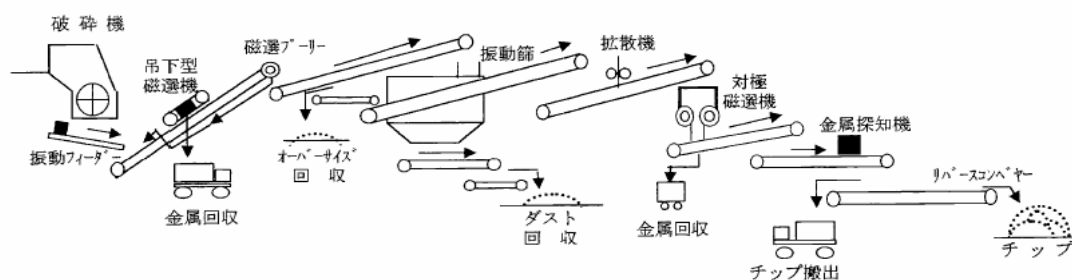 破砕機
吊下型
磁選機
振動フィーダー
金属回収
磁選プーリー
オーバーサイズ
回収
振動篩
ダスト
回収
拡散機
対極
磁選機
金属回収
金属探知機
チップ搬出
リバースコンベヤー
チップ